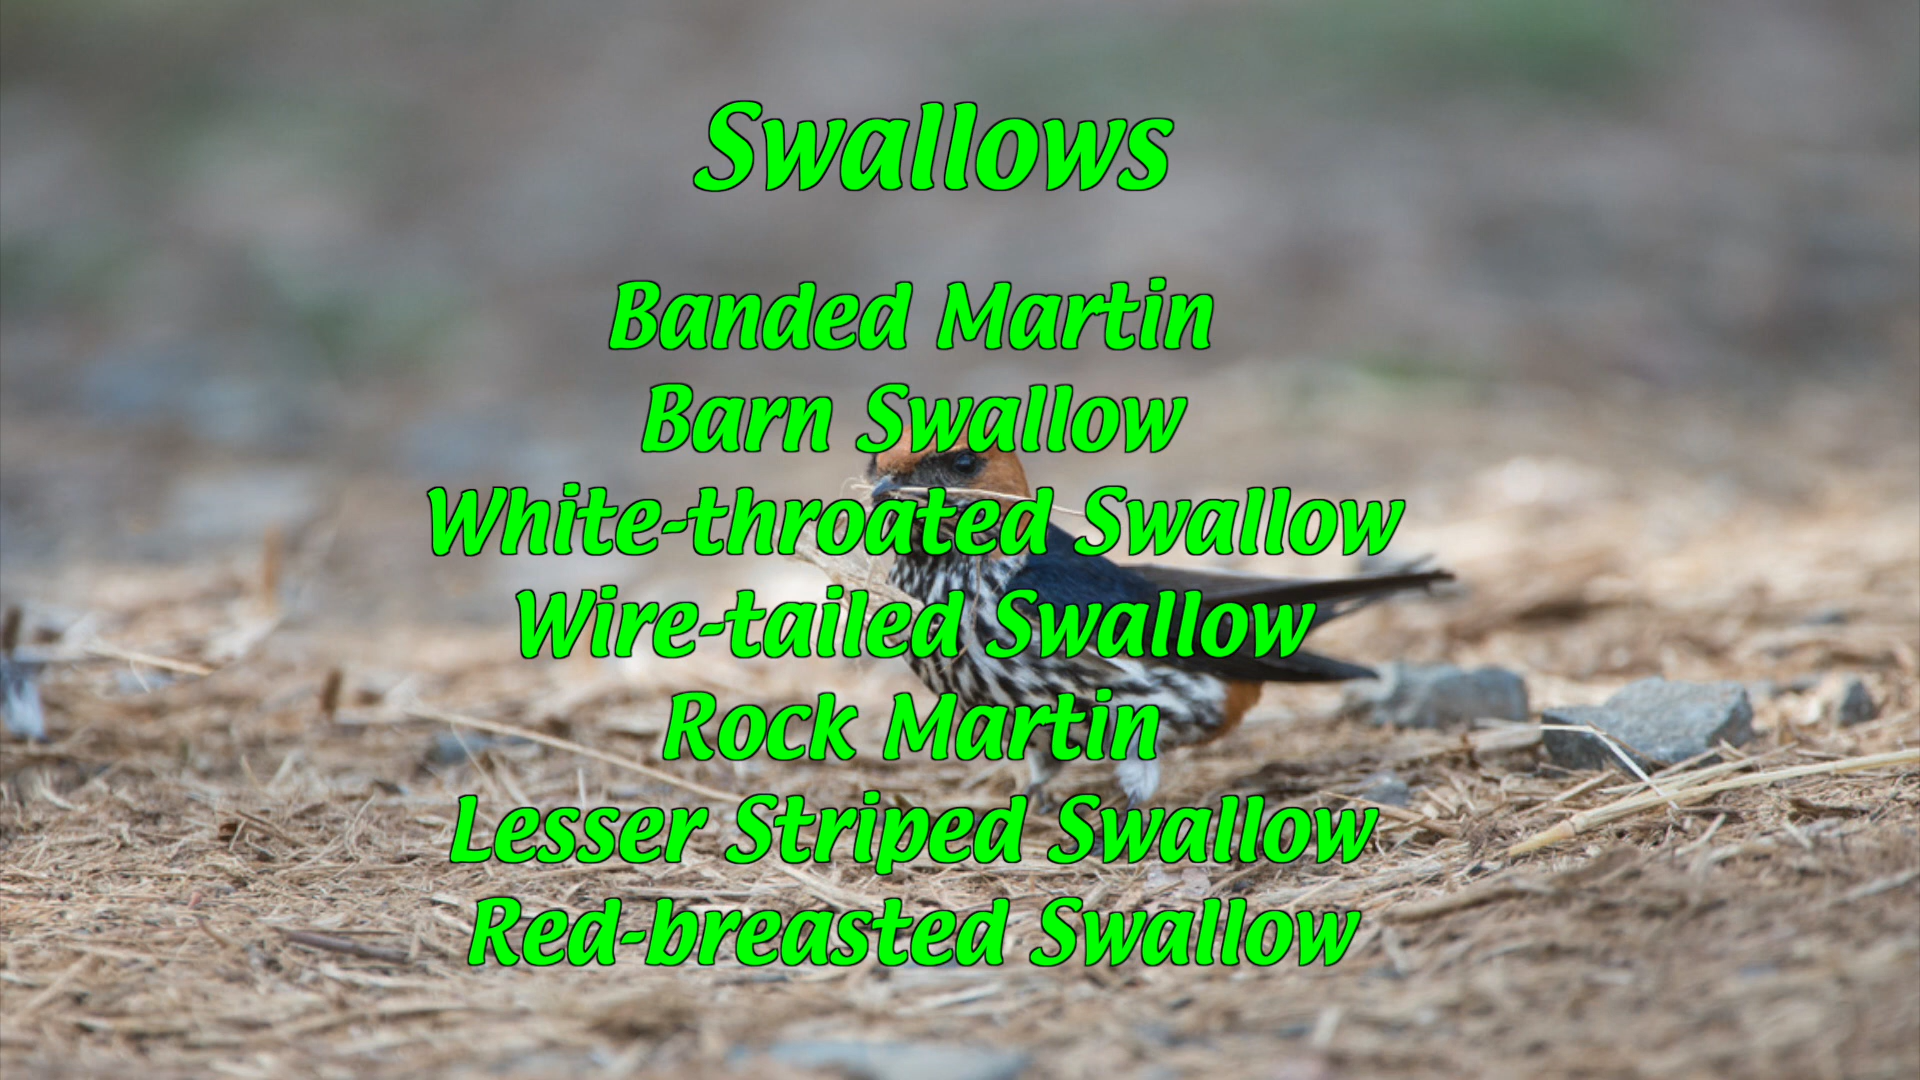 Swallows
Banded Martin
Barn Swallow
White-throated Swallow
Wire-tailed Swallow
Rock Martin
Lesser Striped Swallow
Red-breasted Swallow